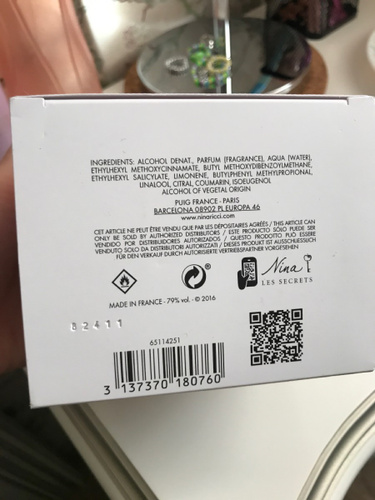 INGREDIENTS: ALCOHOL DENAT., PARFUM (FRAGRANCE), AQUA (WATER),
ETHYLHEXYL METHOXYCINNAMATE, BUTYL METHOXYDIBENZOYLMETHANE,
ETHYLHEXYL SALICYLATE, LIMONENE, BUTYLPHENYL METHYLPROPIONAL,
LINALOOL, CITRAL, COUMARIN, ISOEUGENOL
ALCOHOL OF VEGETAL ORIGIN
PUIG FRANCE - PARIS
BARCELONA 08902 PL EUROPA 46
www.ninaricci.com
CET ARTICLE NE PEUT ÊTRE VENDU QUE PAR LES DÉPOSITAIRES AGRÉÉS / THIS ARTICLE CAN
ONLY BE SOLD BY AUTHORIZED DISTRIBUTORS / ESTE PRODUCTO SÓLO PUEDE SER
VENDIDO POR DISTRIBUIDORES AUTORIZADOS / QUESTO PRODOTTO PUÒ ESSERE
VENDUTO SOLO DA DISTRIBUTORI AUTORIZZATI / DIESES PRODUKT IST AUSSCHLIESSLICH
FÜR DEN VERKAUF DURCH AUTORISIERTE VERTRIEBSPARTNER VORGESEHEN
Nina
LES SECRETS
MADE IN FRANCE - 79% vol. - © 2016
82411
65114251
3 137370 180760